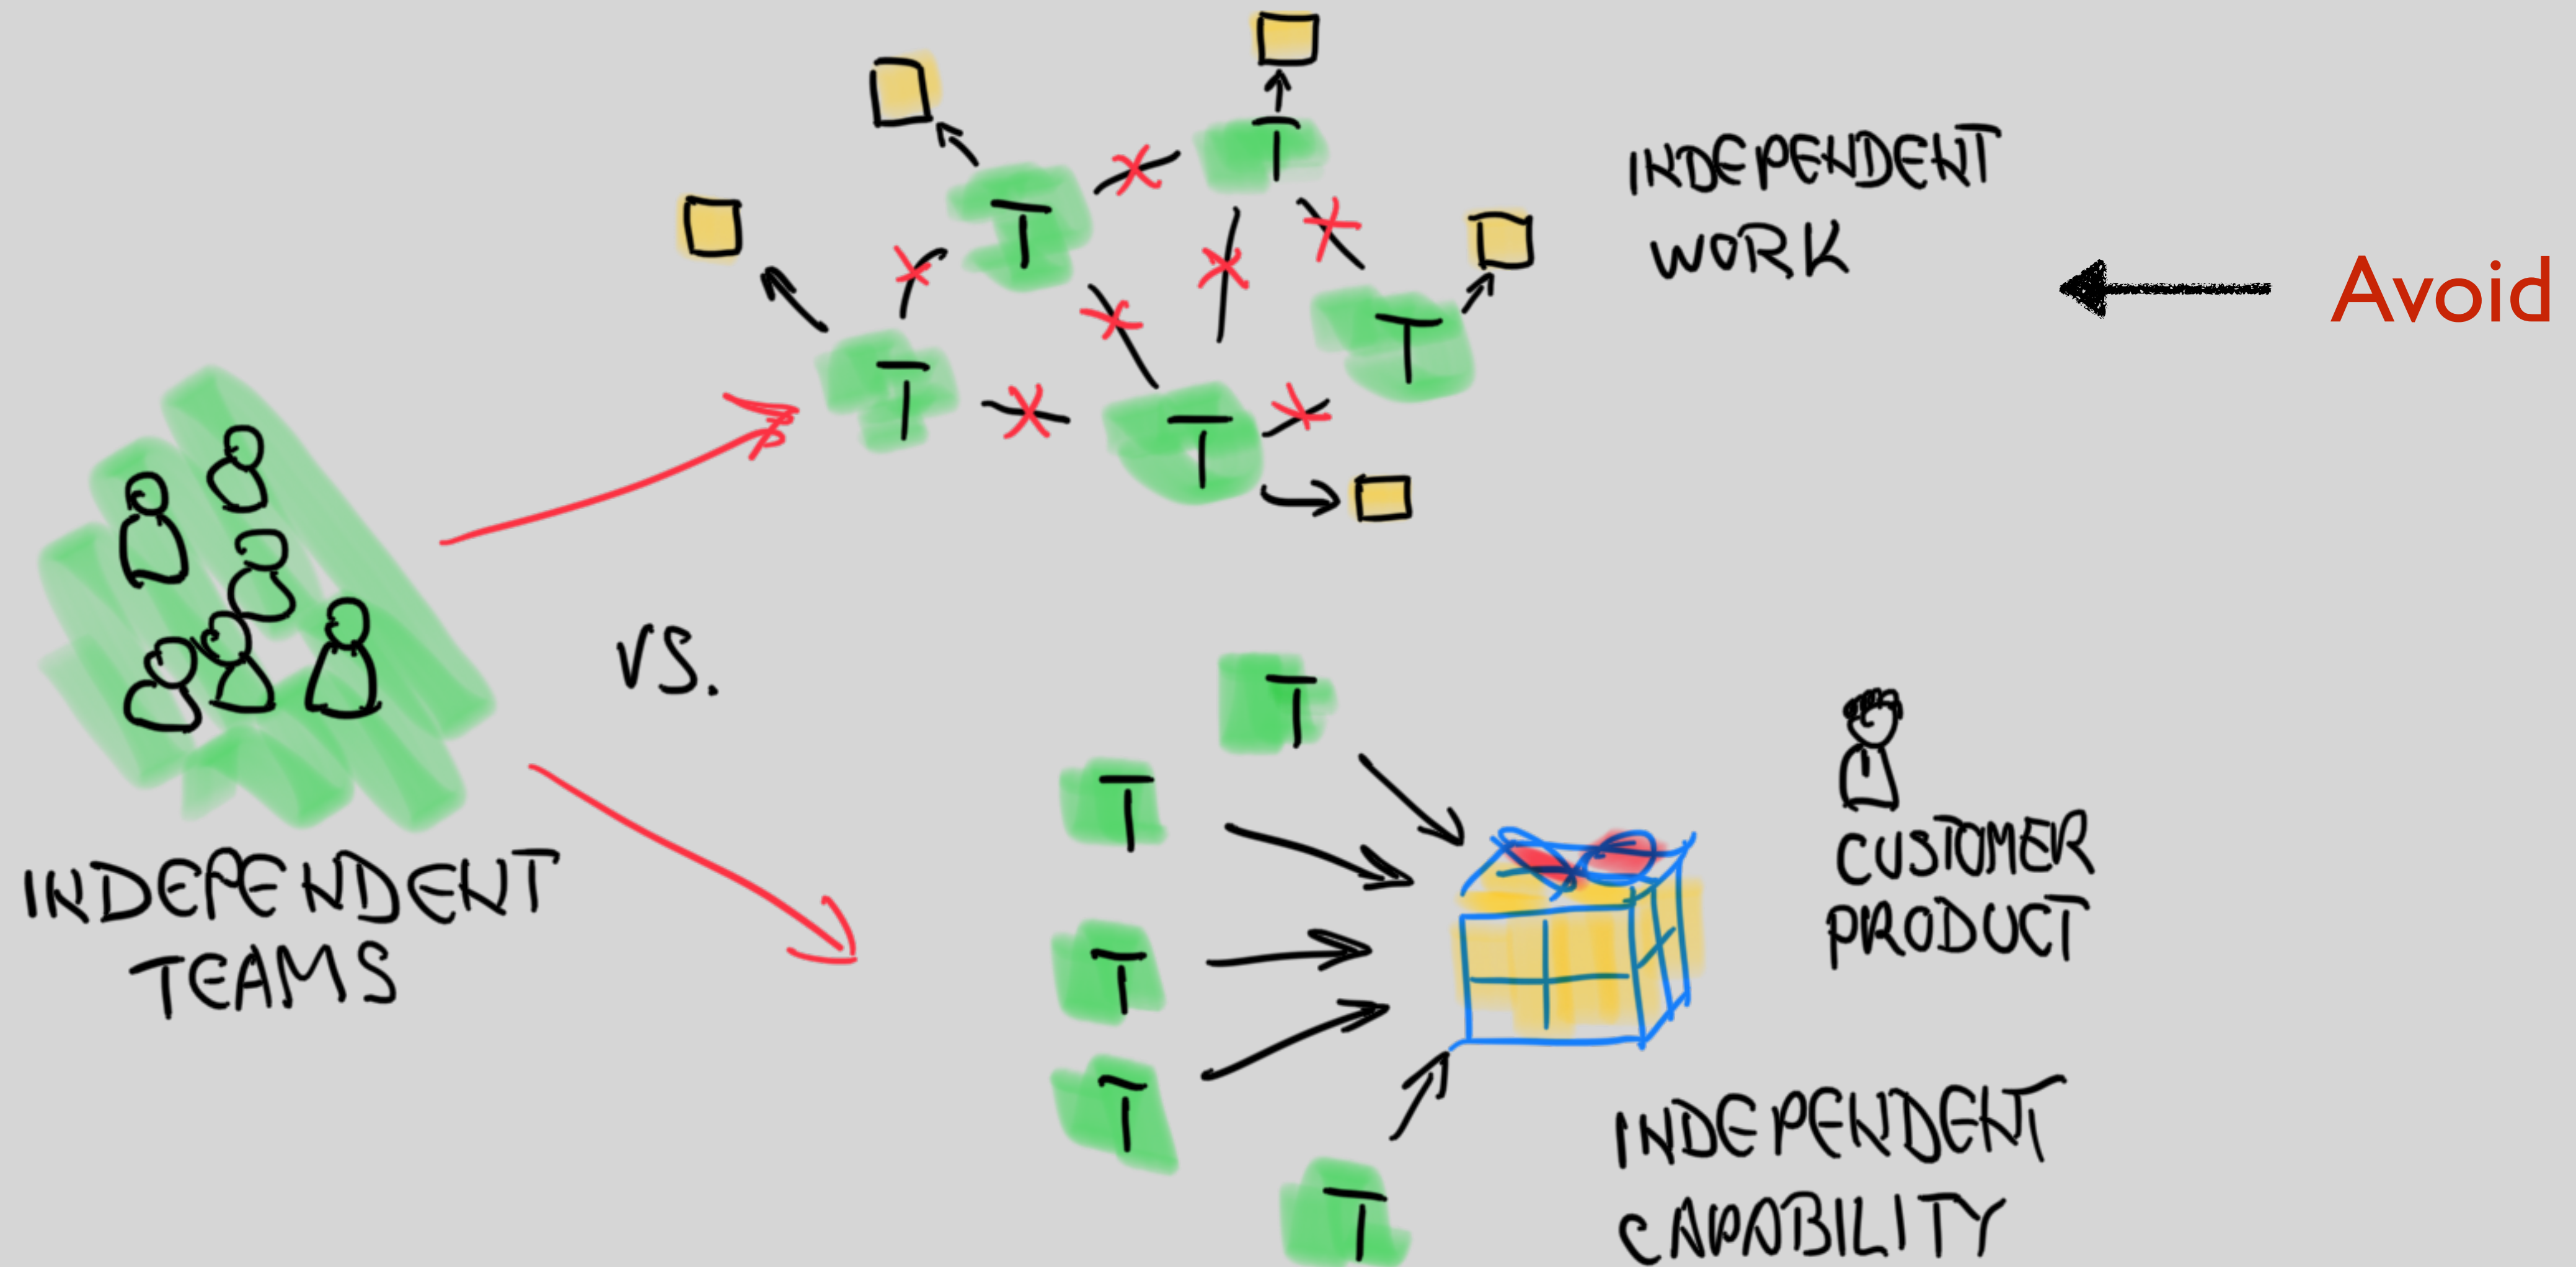 T
T
T
T
T
INDEPENDENT
WORK
Avoid
VS.
INDEPENDENT
TEAMS
T
T
T
T
T
CUSTOMER
PRODUCT
INDEPENDENT
CAPABILITY